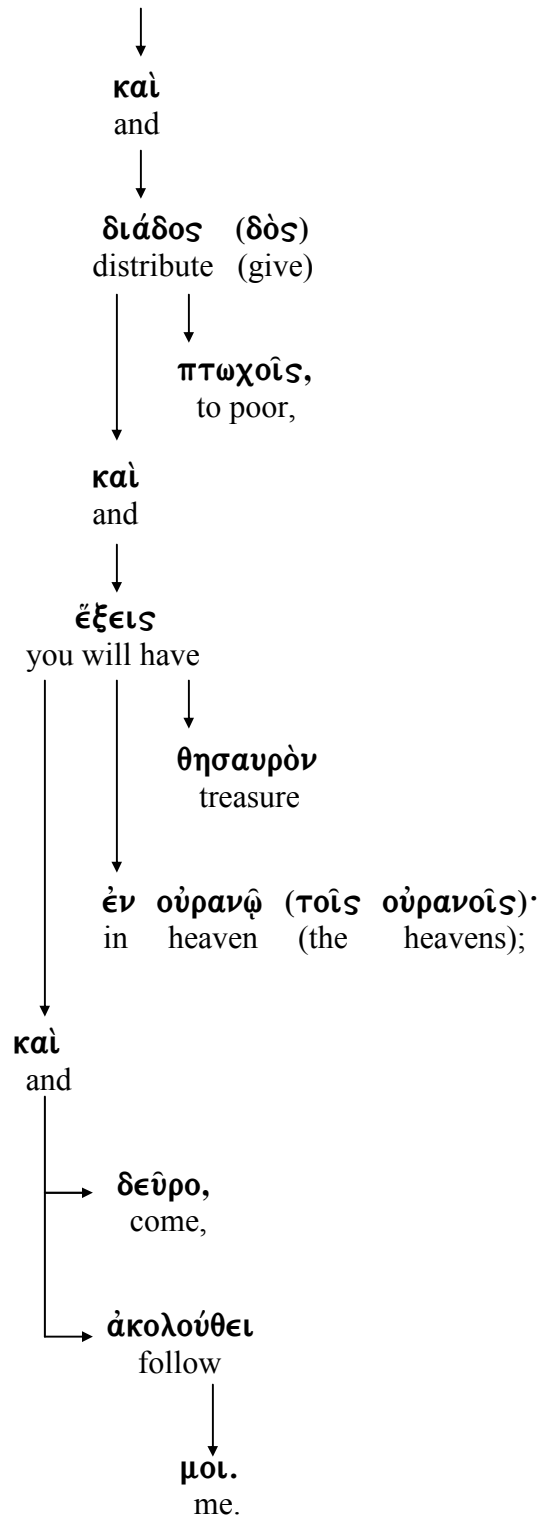 καὶ
and
διάδος (δὸς)
distribute (give)
πτωχοῖς,
to poor,
καὶ
and
ἕξεις
you will have
θησαυρὸν
treasure
ἐν οὐρανῷ (τοῖς οὐρανοῖς)·
in heaven (the heavens);
καὶ
and
δεῦρο,
come,
ἀκολούθει
follow
μοι.
me.